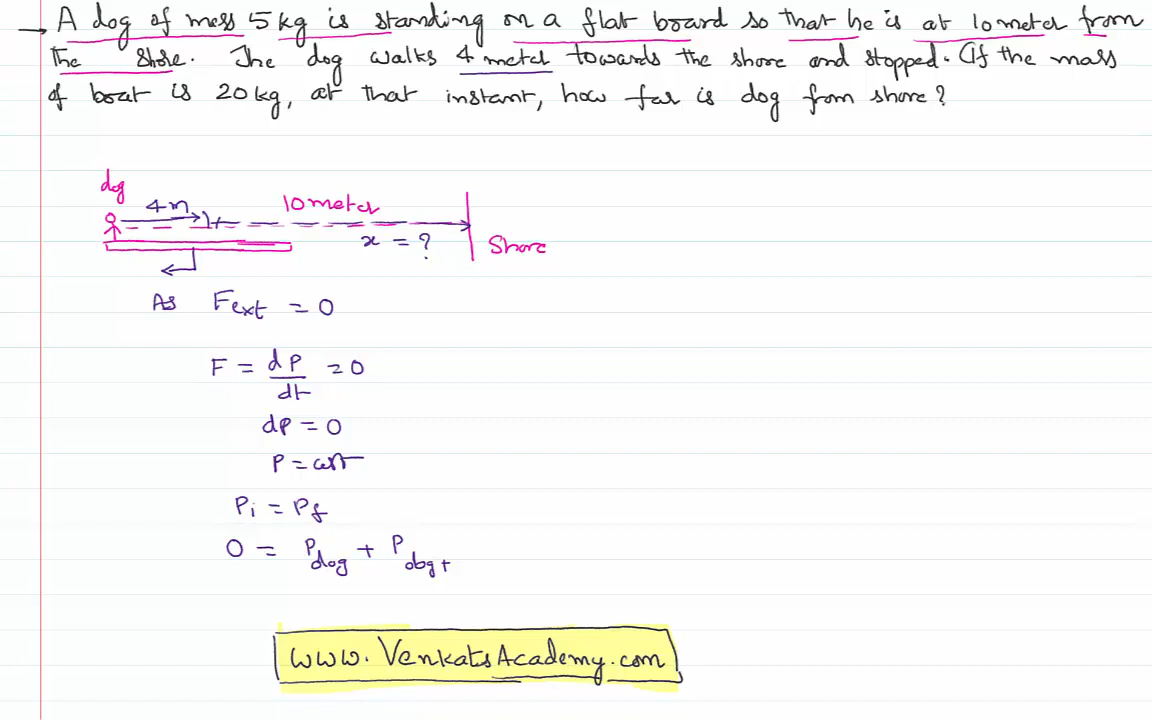 → A dog of mass 5 kg is standing on a flat board so that he is at 10 meter from
the shore. The dog walks 4 meter towards the shore and stopped. If the mass
of boat is 20 kg, at that instant, how far is dog from shore?
dog
4m
10 meter
x = ?
Shore
As Fext = 0
F = dP/dt = 0
dP = 0
P = const
Pi = Pf
0 = Pdog + P
www.VenkatsAcademy.com